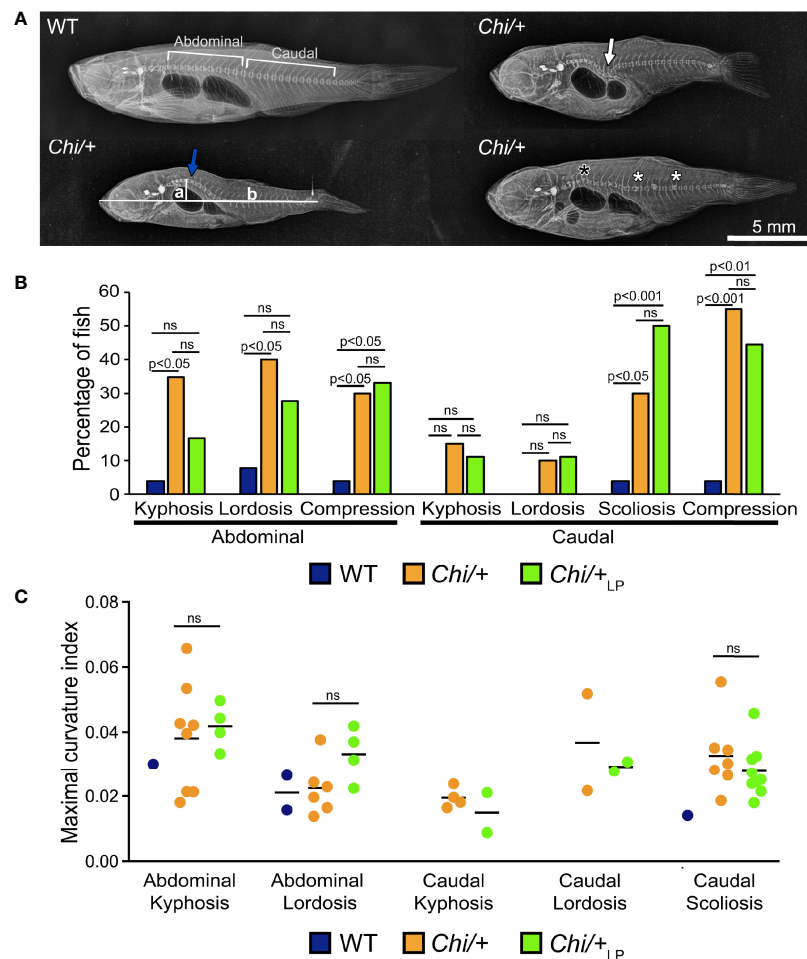 A
WT
Abdominal
Caudal
Chi/+
Chi/+
a
b
Chi/+
*
*
*
5 mm
B
Percentage of fish
60
50
40
30
20
10
0
ns
ns
p<0.05
ns
ns
p<0.05
p<0.05
ns
p<0.05
ns
ns
ns
ns
ns
ns
p<0.001
ns
p<0.05
p<0.01
ns
p<0.001
Kyphosis Lordosis Compression Kyphosis Lordosis Scoliosis Compression
Abdominal Caudal
WT Chi/+ Chi/+LP
C
Maximal curvature index
0.08
0.06
0.04
0.02
0.00
ns
ns
ns
Abdominal Abdominal Caudal Caudal Caudal
Kyphosis Lordosis Kyphosis Lordosis Scoliosis
WT Chi/+ Chi/+LP